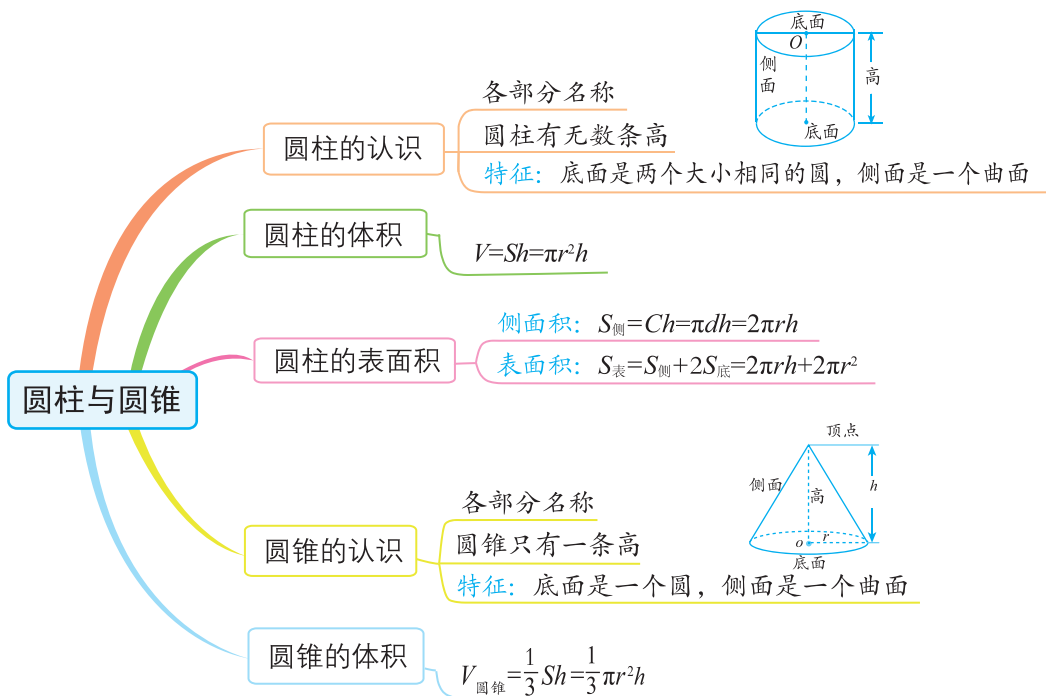 底面
O
侧面
高
底面
各部分名称
圆柱的认识
圆柱有无数条高
特征：底面是两个大小相同的圆，侧面是一个曲面
圆柱的体积
V=Sh=πr²h
侧面积：S侧=Ch=πdh=2πrh
圆柱的表面积
表面积：S表=S侧+2S底=2πrh+2πr²
圆柱与圆锥
顶点
侧面
高
h
o
r
底面
各部分名称
圆锥的认识
圆锥只有一条高
特征：底面是一个圆，侧面是一个曲面
圆锥的体积
V圆锥=1/3Sh=1/3πr²h